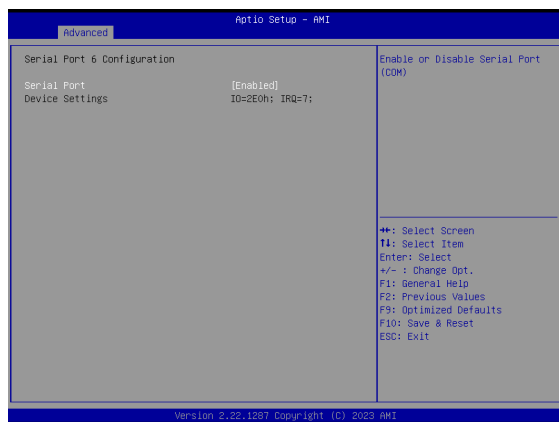 Aptio Setup – AMI
Advanced
Serial Port 6 Configuration
Serial Port [Enabled]
Device Settings IO=2E0h; IRQ=7;
Enable or Disable Serial Port
(COM)
→←: Select Screen
↑↓: Select Item
Enter: Select
+/- : Change Opt.
F1: General Help
F2: Previous Values
F9: Optimized Defaults
F10: Save & Reset
ESC: Exit
Version 2.22.1287 Copyright (C) 2023 AMI